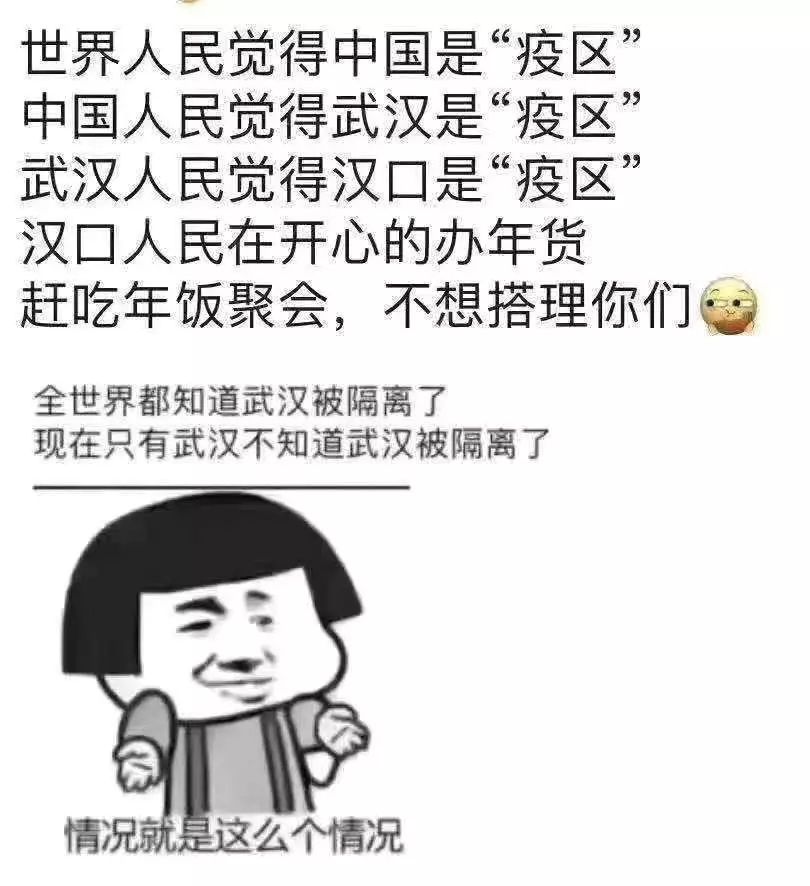 世界人民觉得中国是“疫区”
中国人民觉得武汉是“疫区”
武汉人民觉得汉口是“疫区”
汉口人民在开心的办年货
赶吃年饭聚会，不想搭理你们
全世界都知道武汉被隔离了
现在只有武汉不知道武汉被隔离了
情况就是这么个情况